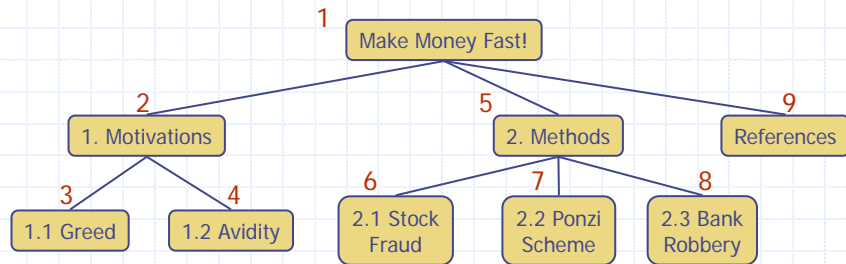 1
Make Money Fast!
2
5
9
1. Motivations
2. Methods
References
3
4
6
7
8
1.1 Greed
1.2 Avidity
2.1 Stock
Fraud
2.2 Ponzi
Scheme
2.3 Bank
Robbery